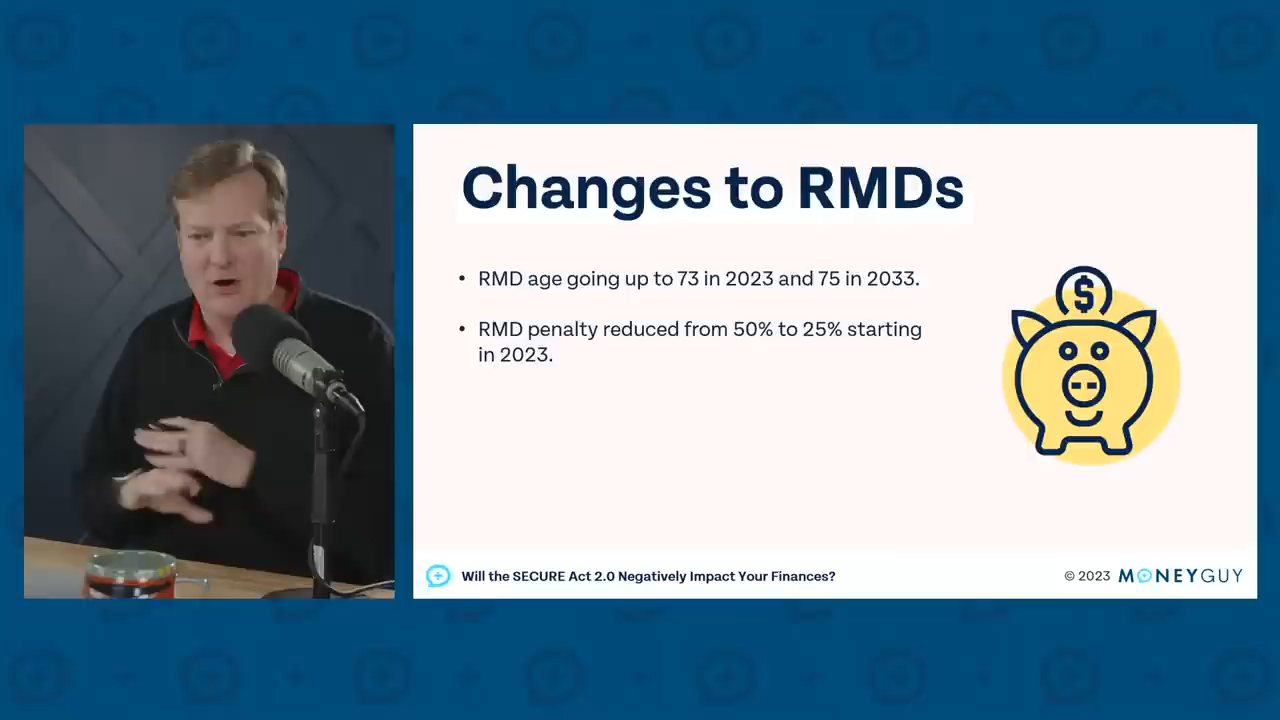 Changes to RMDs
• RMD age going up to 73 in 2023 and 75 in 2033.
• RMD penalty reduced from 50% to 25% starting
in 2023.
$
Will the SECURE Act 2.0 Negatively Impact Your Finances?
© 2023 MONEYGUY